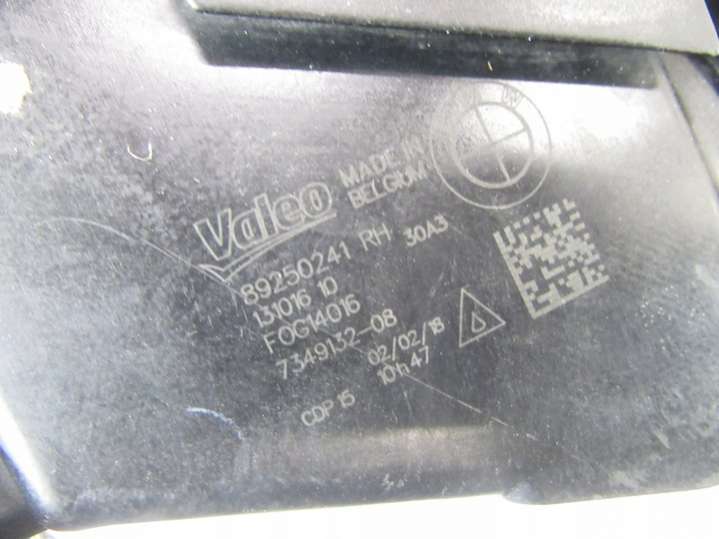 Valeo MADE IN
BELGIUM
89250241 RH 30A3
131016 10
FOG14016
7349132-08
02/02/18
CDP 15 10h47